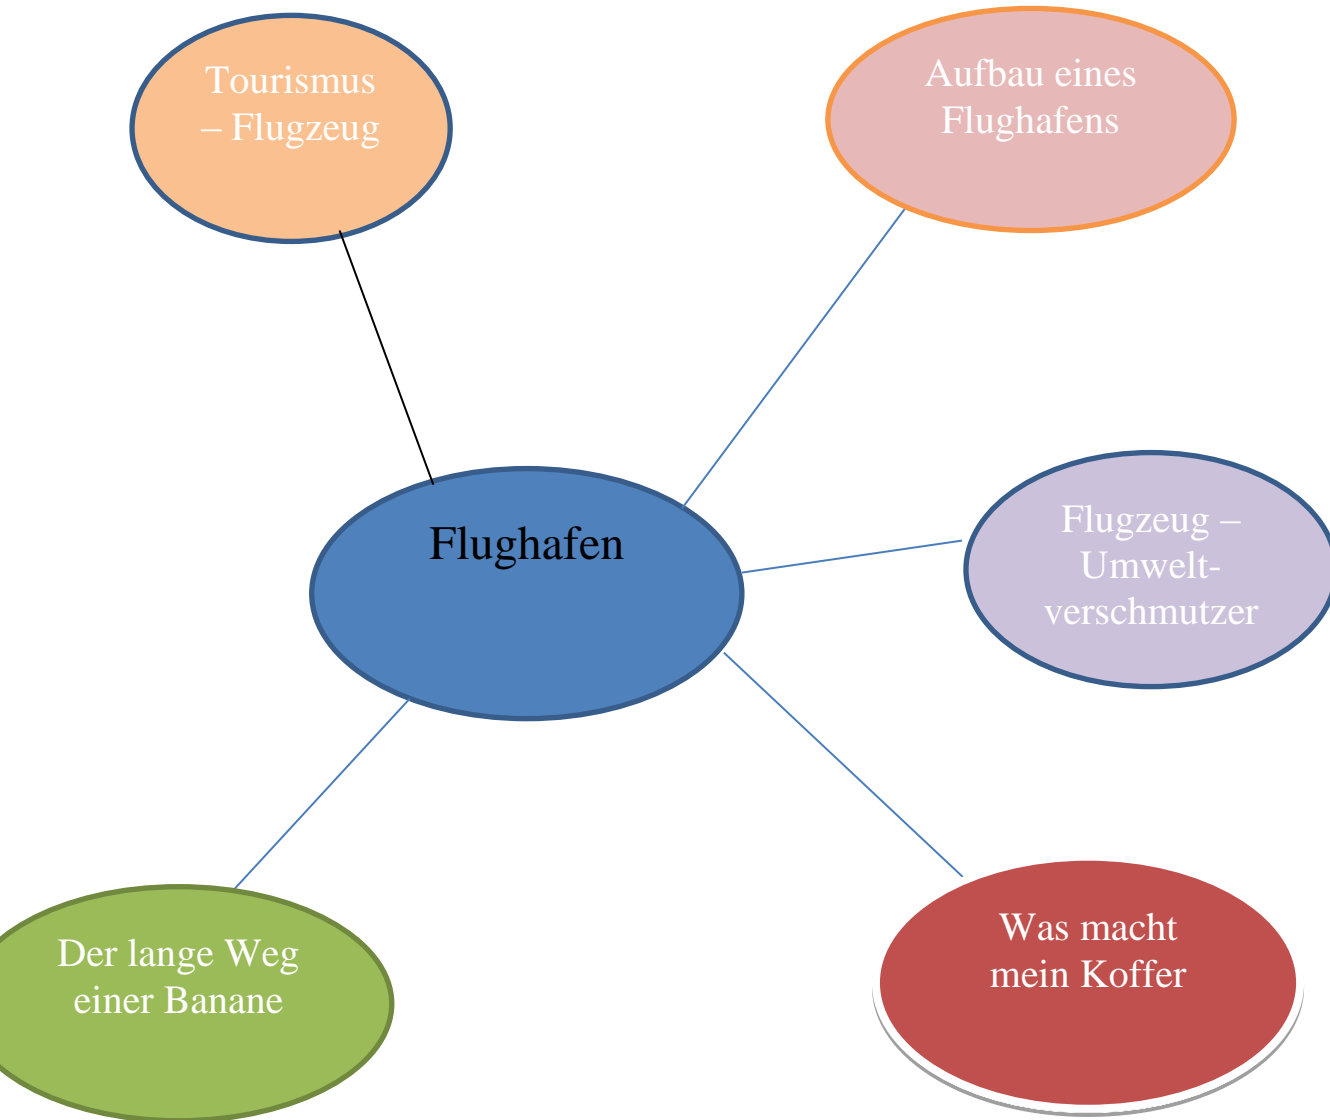 Tourismus
– Flugzeug
Aufbau eines
Flughafens
Flughafen
Flugzeug –
Umwelt-
verschmutzer
Der lange Weg
einer Banane
Was macht
mein Koffer